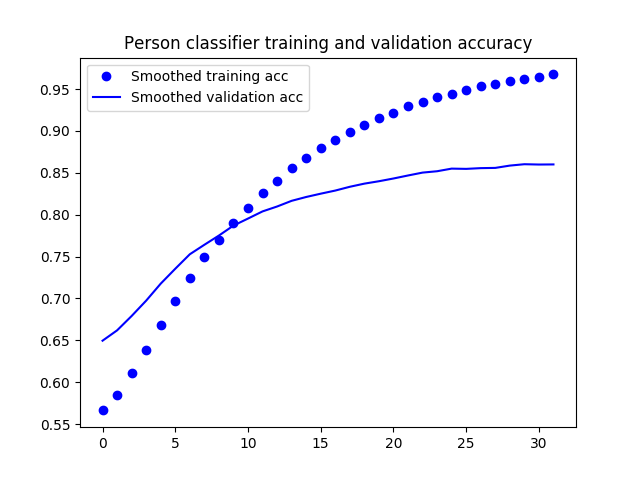 Person classifier training and validation accuracy
Smoothed training acc
Smoothed validation acc
0.95
0.90
0.85
0.80
0.75
0.70
0.65
0.60
0.55
0 5 10 15 20 25 30